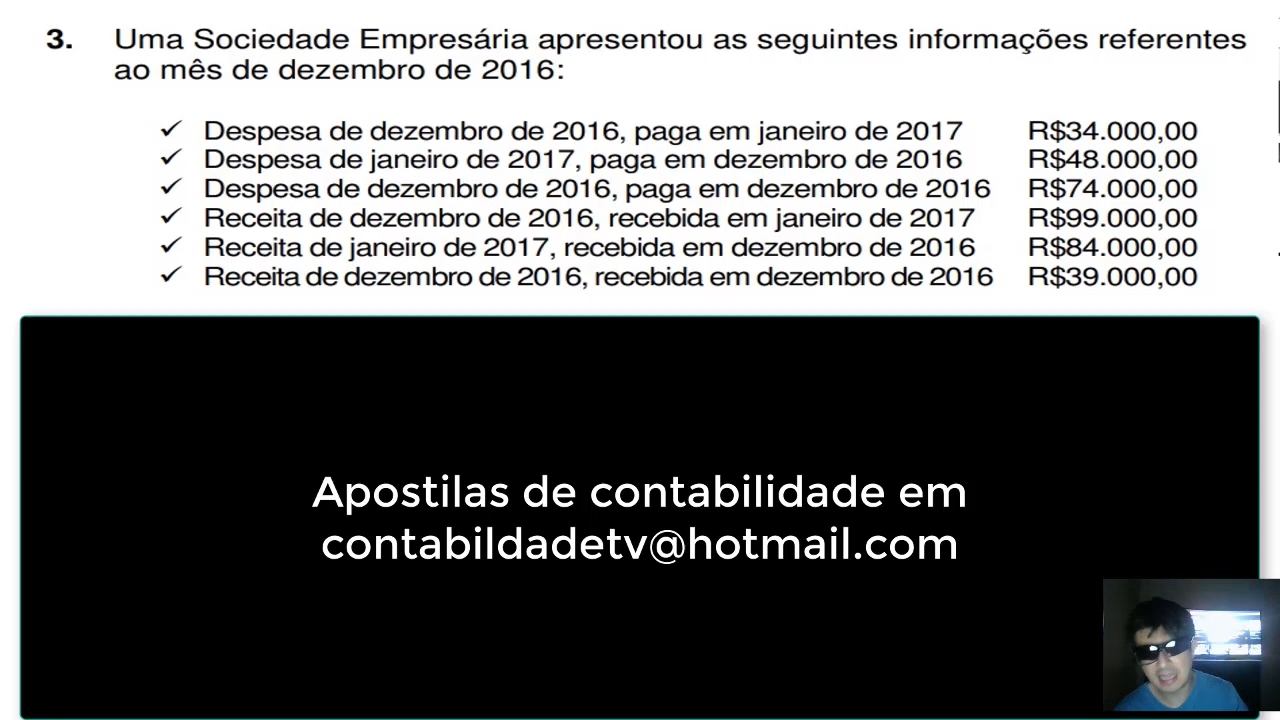 3. Uma Sociedade Empresária apresentou as seguintes informações referentes
ao mês de dezembro de 2016:
✓ Despesa de dezembro de 2016, paga em janeiro de 2017 R$34.000,00
✓ Despesa de janeiro de 2017, paga em dezembro de 2016 R$48.000,00
✓ Despesa de dezembro de 2016, paga em dezembro de 2016 R$74.000,00
✓ Receita de dezembro de 2016, recebida em janeiro de 2017 R$99.000,00
✓ Receita de janeiro de 2017, recebida em dezembro de 2016 R$84.000,00
✓ Receita de dezembro de 2016, recebida em dezembro de 2016 R$39.000,00
Apostilas de contabilidade em
contabildadetv@hotmail.com